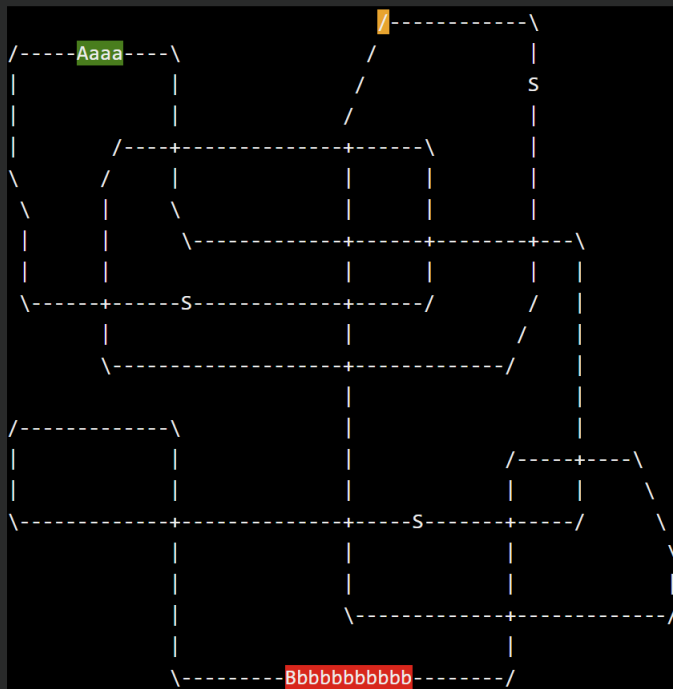 /------------\
/-----Aaaa----\                /             |
|             |               /              S
|             |              /               |
|        /----+--------------+------\        |
\       /     |              |      |        |
 \      |     \              |      |        |
 |      |      \-------------+------+--------+---\
 |      |                    |      |        |   |
 \------+------S-------------+------/        /   |
        |                    |              /    |
        \--------------------+-------------/     |
                             |                   |
/-------------\              |                   |
|             |              |             /-----+----\
|             |              |             |     |     \
\-------------+--------------+-----S-------+-----/      \
              |              |             |             \
              |              |             |             |
              |              \-------------+-------------/
              |                            |
              \---------Bbbbbbbbbbb--------/